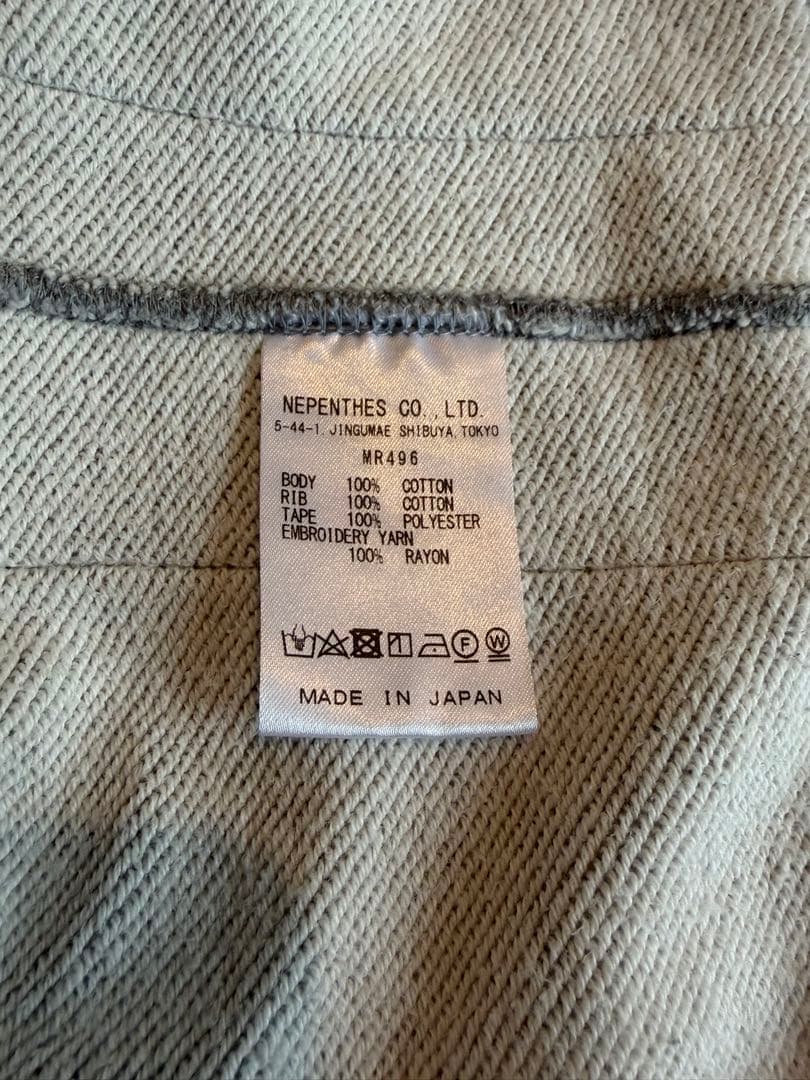 NEPENTHES CO., LTD.
5-44-1, JINGUMAE SHIBUYA, TOKYO
MR496
BODY 100% COTTON
RIB 100% COTTON
TAPE 100% POLYESTER
EMBROIDERY YARN
100% RAYON
F W
MADE IN JAPAN